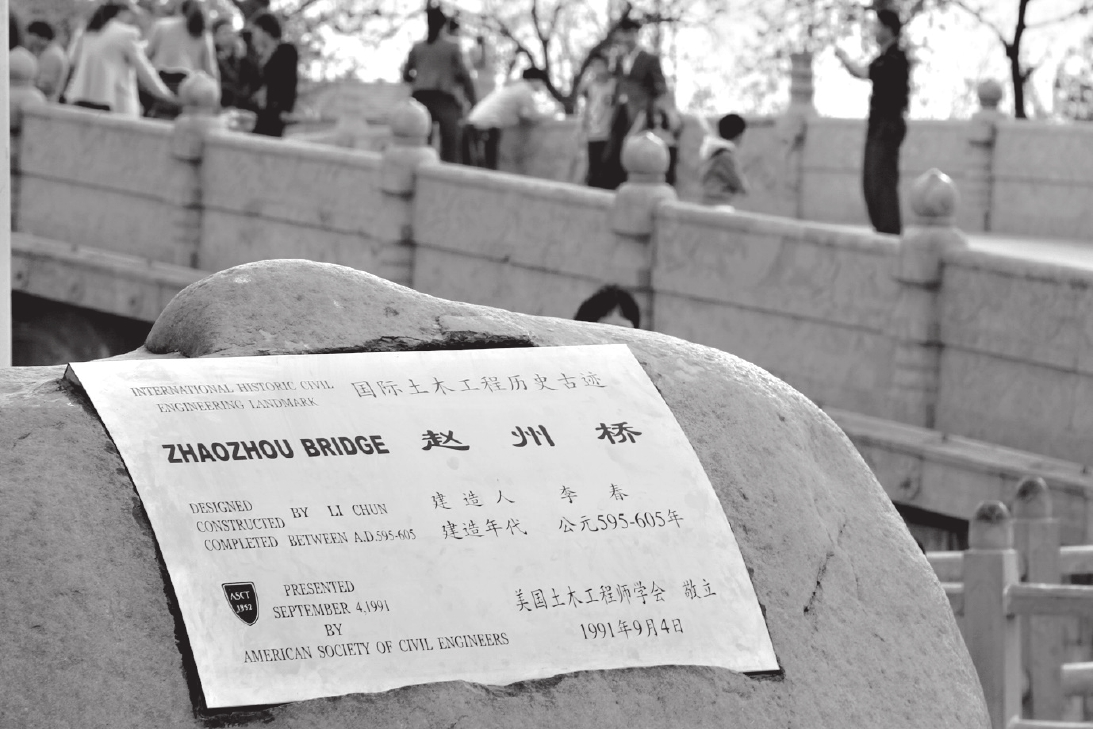 INTERNATIONAL HISTORIC CIVIL
ENGINEERING LANDMARK
国际土木工程历史古迹
ZHAOZHOU BRIDGE 赵州桥
DESIGNED
CONSTRUCTED BY LI CHUN
COMPLETED BETWEEN A.D.595-605
建造人 李春
建造年代 公元595-605年
ASCT
1952
PRESENTED
SEPTEMBER 4,1991
BY
AMERICAN SOCIETY OF CIVIL ENGINEERS
美国土木工程师学会 敬立
1991年9月4日